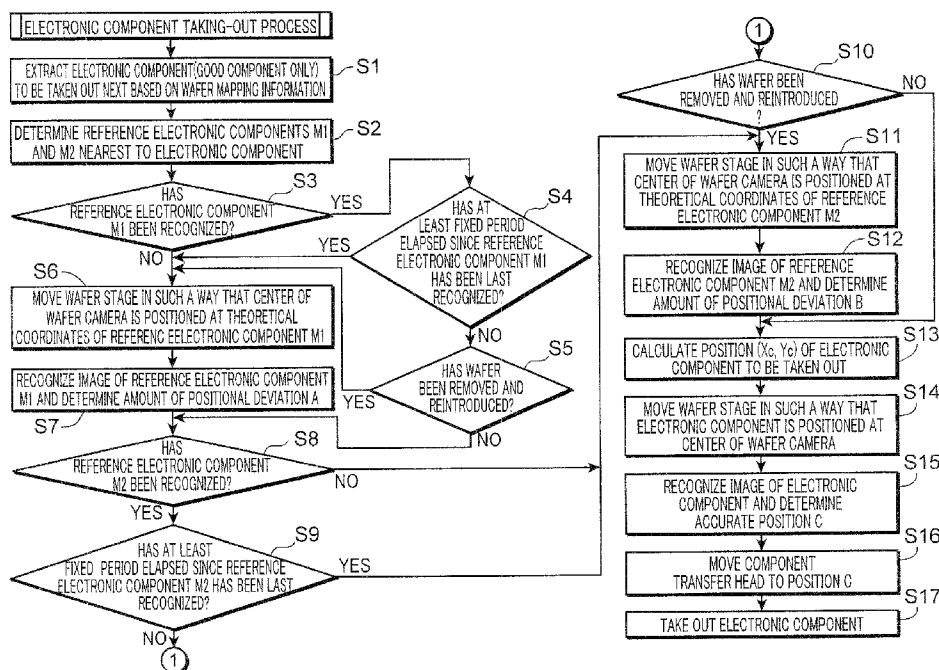 ELECTRONIC COMPONENT TAKING-OUT PROCESS
EXTRACT ELECTRONIC COMPONENT(GOOD COMPONENT ONLY)
TO BE TAKEN OUT NEXT BASED ON WAFER MAPPING INFORMATION
S1
DETERMINE REFERENCE ELECTRONIC COMPONENTS M1
AND M2 NEAREST TO ELECTRONIC COMPONENT
S2
HAS
REFERENCE ELECTRONIC COMPONENT
M1 BEEN RECOGNIZED?
S3
YES
NO
HAS AT
LEAST FIXED PERIOD
ELAPSED SINCE REFERENCE
ELECTRONIC COMPONENT M1
HAS BEEN LAST
RECOGNIZED?
S4
YES
NO
HAS WAFER
BEEN REMOVED AND
REINTRODUCED?
S5
YES
NO
S6
MOVE WAFER STAGE IN SUCH A WAY THAT CENTER OF
WAFER CAMERA IS POSITIONED AT THEORETICAL
COORDINATES OF REFERENC EELECTRONIC COMPONENT M1
RECOGNIZE IMAGE OF REFERENCE ELECTRONIC COMPONENT
M1 AND DETERMINE AMOUNT OF POSITIONAL DEVIATION A
S7
HAS
REFERENCE ELECTRONIC COMPONENT
M2 BEEN RECOGNIZED?
S8
NO
YES
HAS AT LEAST
FIXED PERIOD ELAPSED SINCE REFERENCE
ELECTRONIC COMPONENT M2 HAS BEEN LAST
RECOGNIZED?
S9
YES
NO
1
1
HAS WAFER BEEN
REMOVED AND REINTRODUCED
?
S10
NO
YES
S11
MOVE WAFER STAGE IN SUCH A WAY THAT
CENTER OF WAFER CAMERA IS POSITIONED AT
THEORETICAL COORDINATES OF REFERENCE
ELECTRONIC COMPONENT M2
S12
RECOGNIZE IMAGE OF REFERENCE
ELECTRONIC COMPONENT M2 AND DETERMINE
AMOUNT OF POSITIONAL DEVIATION B
S13
CALCULATE POSITION (Xc, Yc) OF ELECTRONIC
COMPONENT TO BE TAKEN OUT
S14
MOVE WAFER STAGE IN SUCH A WAY THAT
ELECTRONIC COMPONENT IS POSITIONED AT
CENTER OF WAFER CAMERA
S15
RECOGNIZE IMAGE OF ELECTRONIC
COMPONENT AND DETERMINE
ACCURATE POSITION C
S16
MOVE COMPONENT
TRANSFER HEAD TO POSITION C
S17
TAKE OUT ELECTRONIC COMPONENT